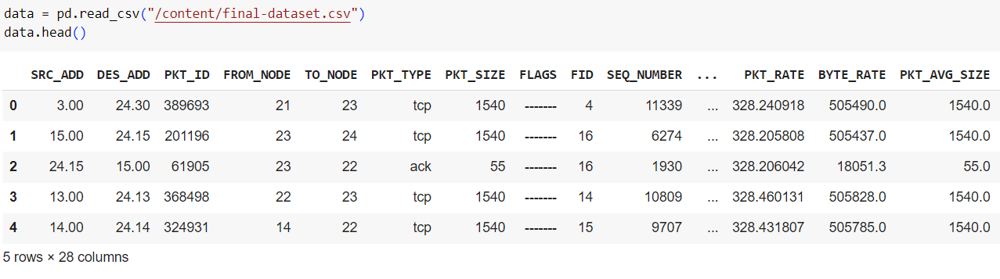 data = pd.read_csv("/content/final-dataset.csv")
data.head()
SRC_ADD DES_ADD PKT_ID FROM_NODE TO_NODE PKT_TYPE PKT_SIZE FLAGS FID SEQ_NUMBER ... PKT_RATE BYTE_RATE PKT_AVG_SIZE
0 3.00 24.30 389693 21 23 tcp 1540 ------- 4 11339 ... 328.240918 505490.0 1540.0
1 15.00 24.15 201196 23 24 tcp 1540 ------- 16 6274 ... 328.205808 505437.0 1540.0
2 24.15 15.00 61905 23 22 ack 55 ------- 16 1930 ... 328.206042 18051.3 55.0
3 13.00 24.13 368498 22 23 tcp 1540 ------- 14 10809 ... 328.460131 505828.0 1540.0
4 14.00 24.14 324931 14 22 tcp 1540 ------- 15 9707 ... 328.431807 505785.0 1540.0
5 rows × 28 columns